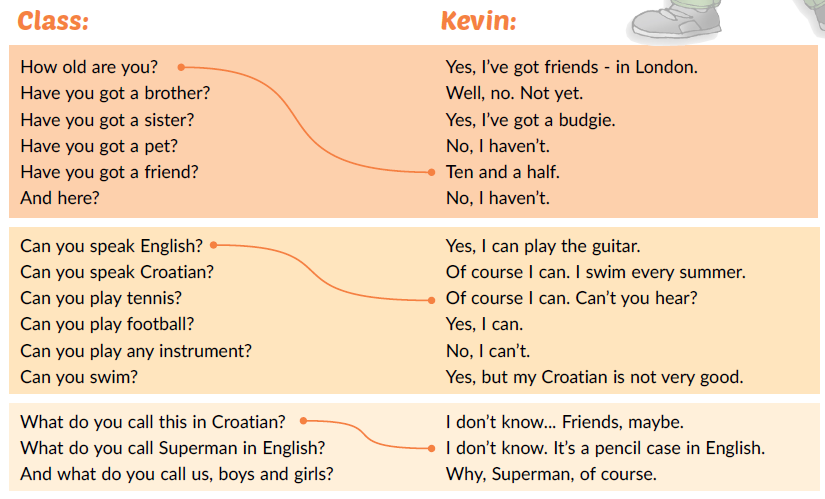 Class:
Kevin:
How old are you?
Have you got a brother?
Have you got a sister?
Have you got a pet?
Have you got a friend?
And here?
Yes, I've got friends - in London.
Well, no. Not yet.
Yes, I've got a budgie.
No, I haven't.
Ten and a half.
No, I haven't.
Can you speak English?
Can you speak Croatian?
Can you play tennis?
Can you play football?
Can you play any instrument?
Can you swim?
Yes, I can play the guitar.
Of course I can. I swim every summer.
Of course I can. Can't you hear?
Yes, I can.
No, I can't.
Yes, but my Croatian is not very good.
What do you call this in Croatian?
What do you call Superman in English?
And what do you call us, boys and girls?
I don't know... Friends, maybe.
I don't know. It's a pencil case in English.
Why, Superman, of course.